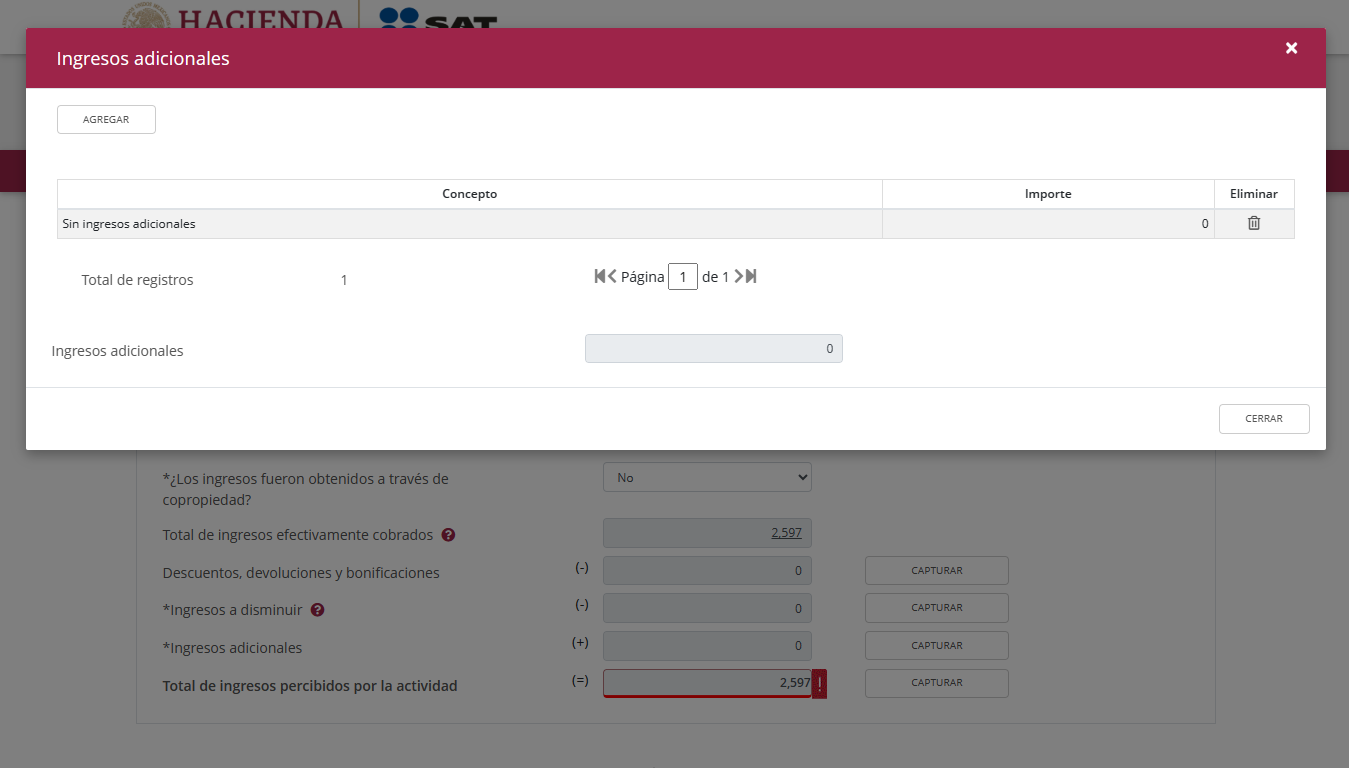 HACIENDA
SAT
Ingresos adicionales
AGREGAR
Concepto Importe Eliminar
Sin ingresos adicionales 0
Total de registros 1 Página 1 de 1
Ingresos adicionales 0
CERRAR
*¿Los ingresos fueron obtenidos a través de copropiedad? No
Total de ingresos efectivamente cobrados ? 2,597
Descuentos, devoluciones y bonificaciones (-) 0 CAPTURAR
*Ingresos a disminuir ? (-) 0 CAPTURAR
*Ingresos adicionales (+) 0 CAPTURAR
Total de ingresos percibidos por la actividad (=) 2,597 ! CAPTURAR